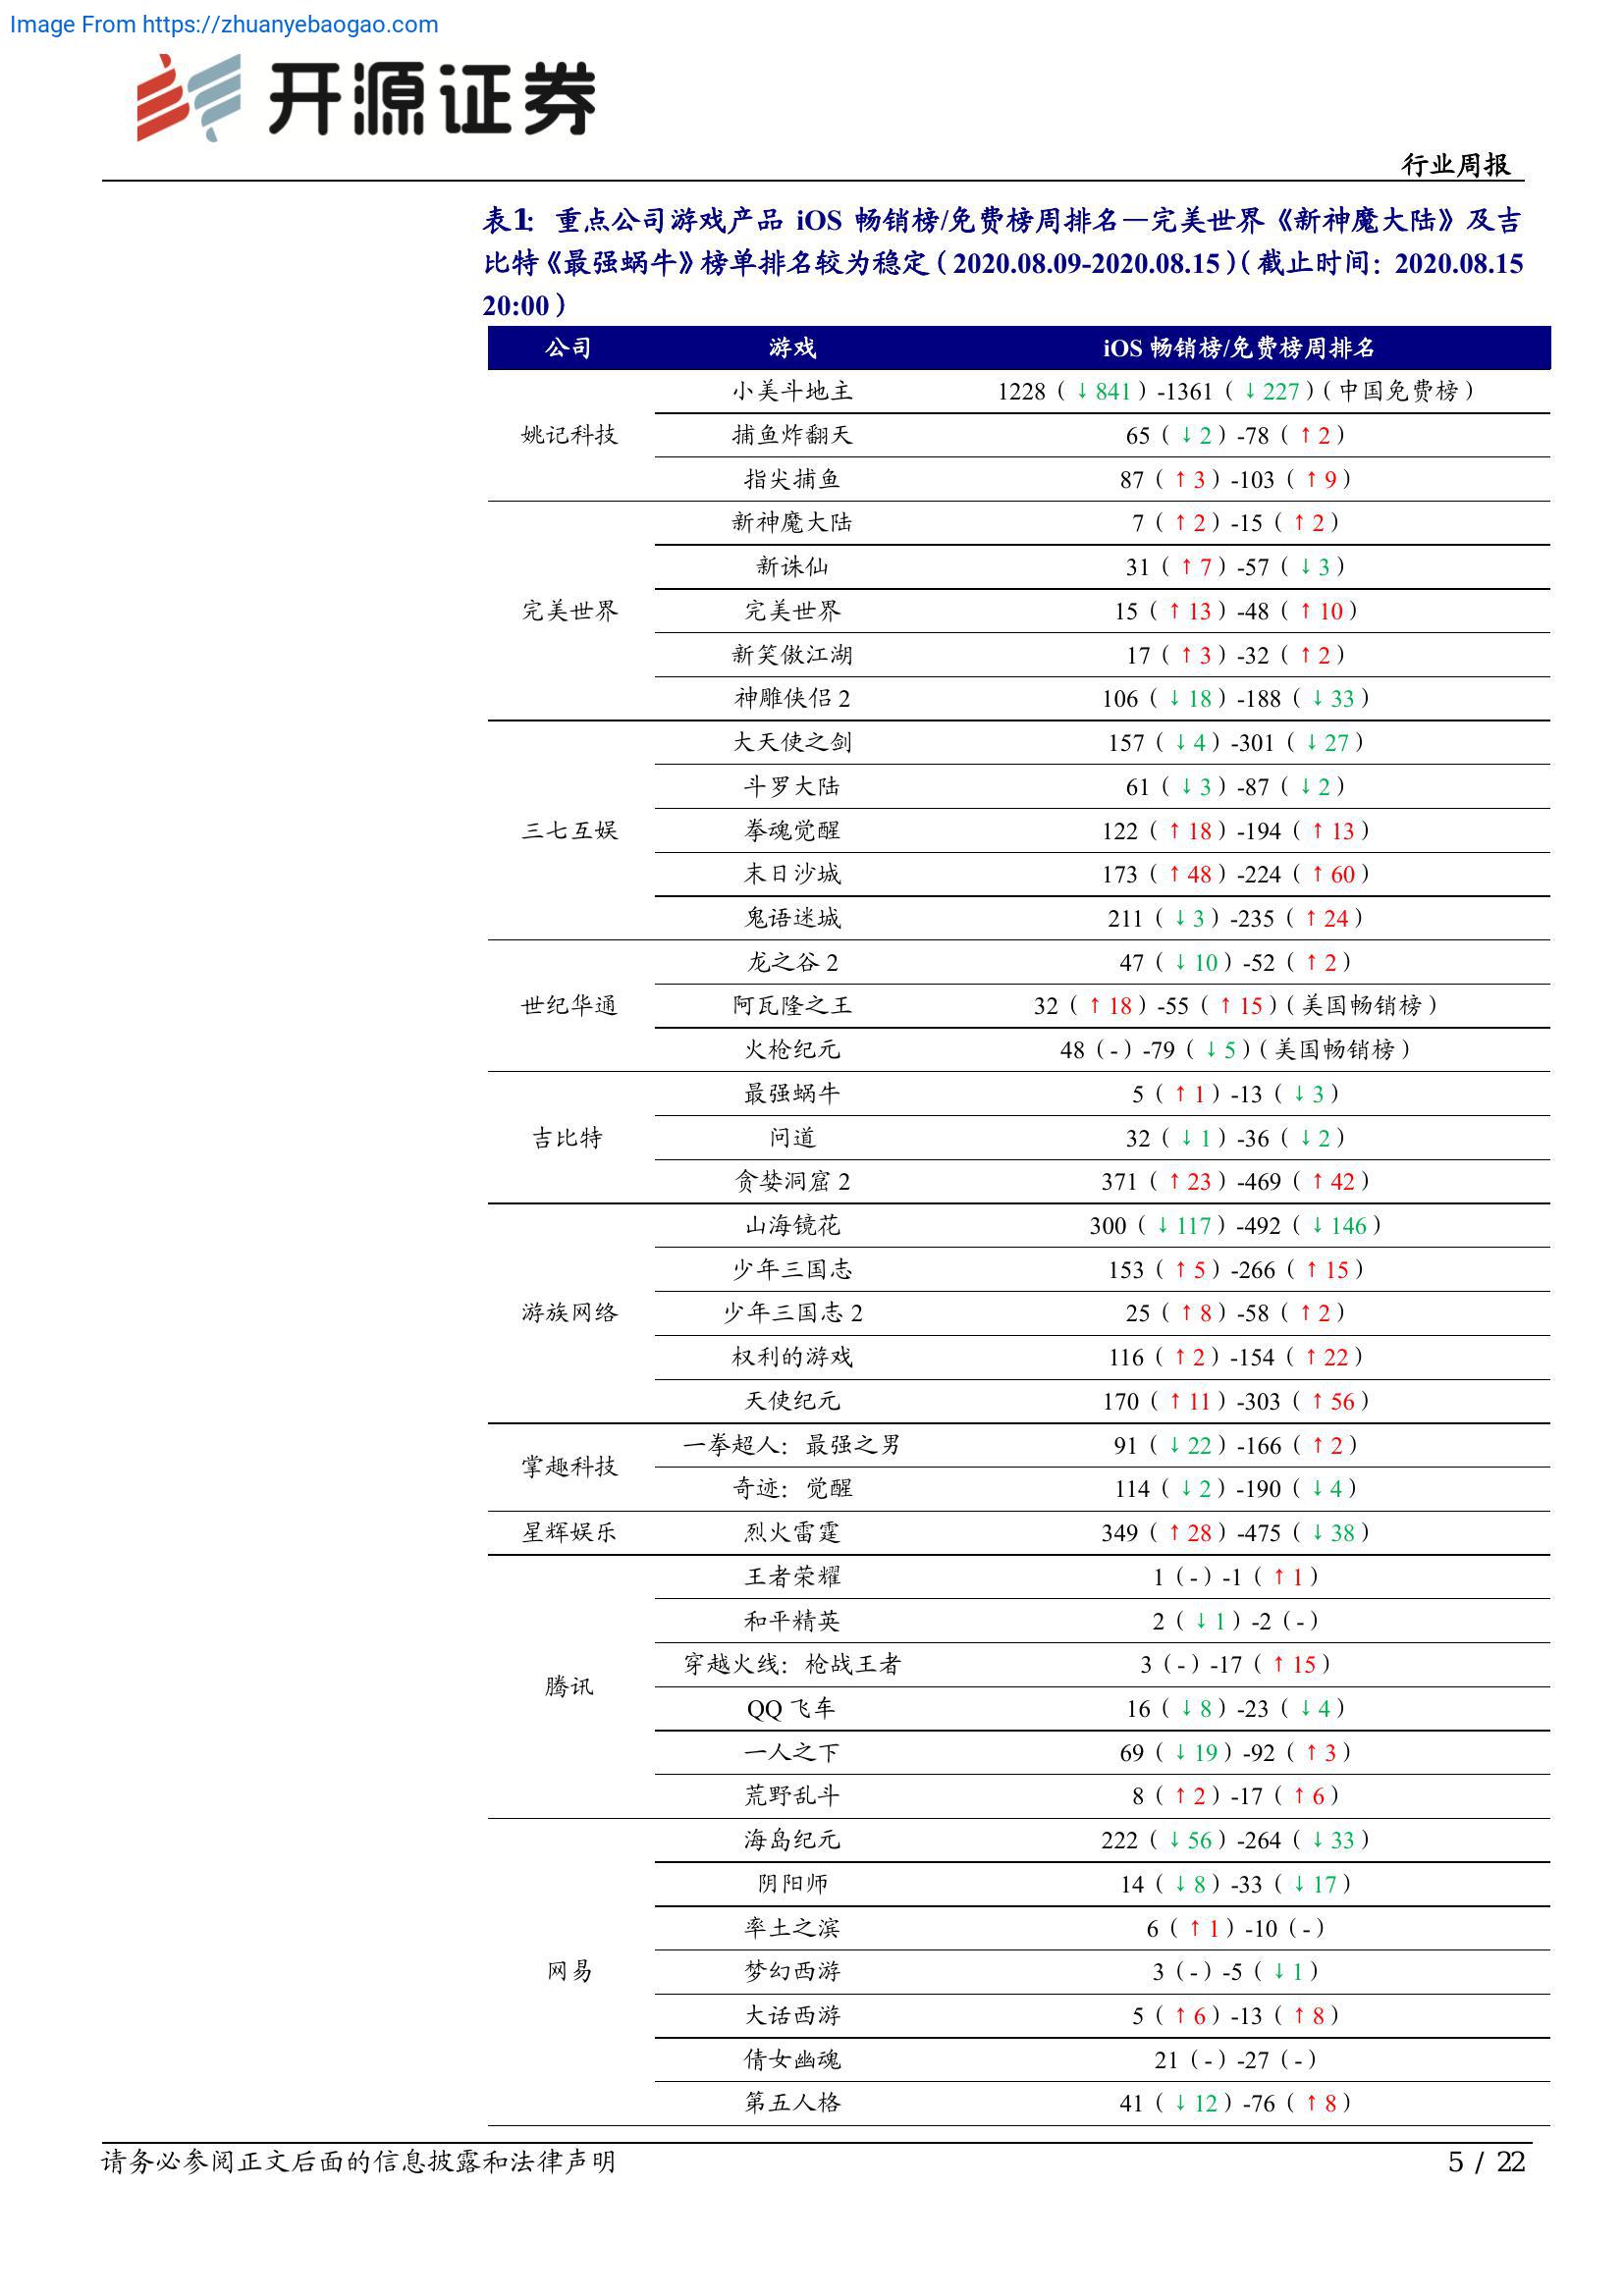 Image From https://zhuanyebaogao.com
开源证券
行业周报
表1: 重点公司游戏产品 iOS 畅销榜/免费榜周排名—完美世界《新神魔大陆》及吉
比特《最强蜗牛》榜单排名较为稳定（2020.08.09-2020.08.15）（截止时间：2020.08.15
20:00）
公司 游戏 iOS 畅销榜/免费榜周排名
小美斗地主 1228（↓841）-1361（↓227）（中国免费榜）
姚记科技 捕鱼炸翻天 65（↓2）-78（↑2）
指尖捕鱼 87（↑3）-103（↑9）
新神魔大陆 7（↑2）-15（↑2）
新诛仙 31（↑7）-57（↓3）
完美世界 完美世界 15（↑13）-48（↑10）
新笑傲江湖 17（↑3）-32（↑2）
神雕侠侣 2 106（↓18）-188（↓33）
大天使之剑 157（↓4）-301（↓27）
斗罗大陆 61（↓3）-87（↓2）
三七互娱 拳魂觉醒 122（↑18）-194（↑13）
末日沙城 173（↑48）-224（↑60）
鬼语迷城 211（↓3）-235（↑24）
龙之谷 2 47（↓10）-52（↑2）
世纪华通 阿瓦隆之王 32（↑18）-55（↑15）（美国畅销榜）
火枪纪元 48（-）-79（↓5）（美国畅销榜）
最强蜗牛 5（↑1）-13（↓3）
吉比特 问道 32（↓1）-36（↓2）
贪婪洞窟 2 371（↑23）-469（↑42）
山海镜花 300（↓117）-492（↓146）
少年三国志 153（↑5）-266（↑15）
游族网络 少年三国志 2 25（↑8）-58（↑2）
权利的游戏 116（↑2）-154（↑22）
天使纪元 170（↑11）-303（↑56）
掌趣科技 一拳超人：最强之男 91（↓22）-166（↑2）
奇迹：觉醒 114（↓2）-190（↓4）
星辉娱乐 烈火雷霆 349（↑28）-475（↓38）
王者荣耀 1（-）-1（↑1）
和平精英 2（↓1）-2（-）
腾讯 穿越火线：枪战王者 3（-）-17（↑15）
QQ 飞车 16（↓8）-23（↓4）
一人之下 69（↓19）-92（↑3）
荒野乱斗 8（↑2）-17（↑6）
海岛纪元 222（↓56）-264（↓33）
阴阳师 14（↓8）-33（↓17）
率土之滨 6（↑1）-10（-）
网易 梦幻西游 3（-）-5（↓1）
大话西游 5（↑6）-13（↑8）
倩女幽魂 21（-）-27（-）
第五人格 41（↓12）-76（↑8）
请务必参阅正文后面的信息披露和法律声明 5 / 22